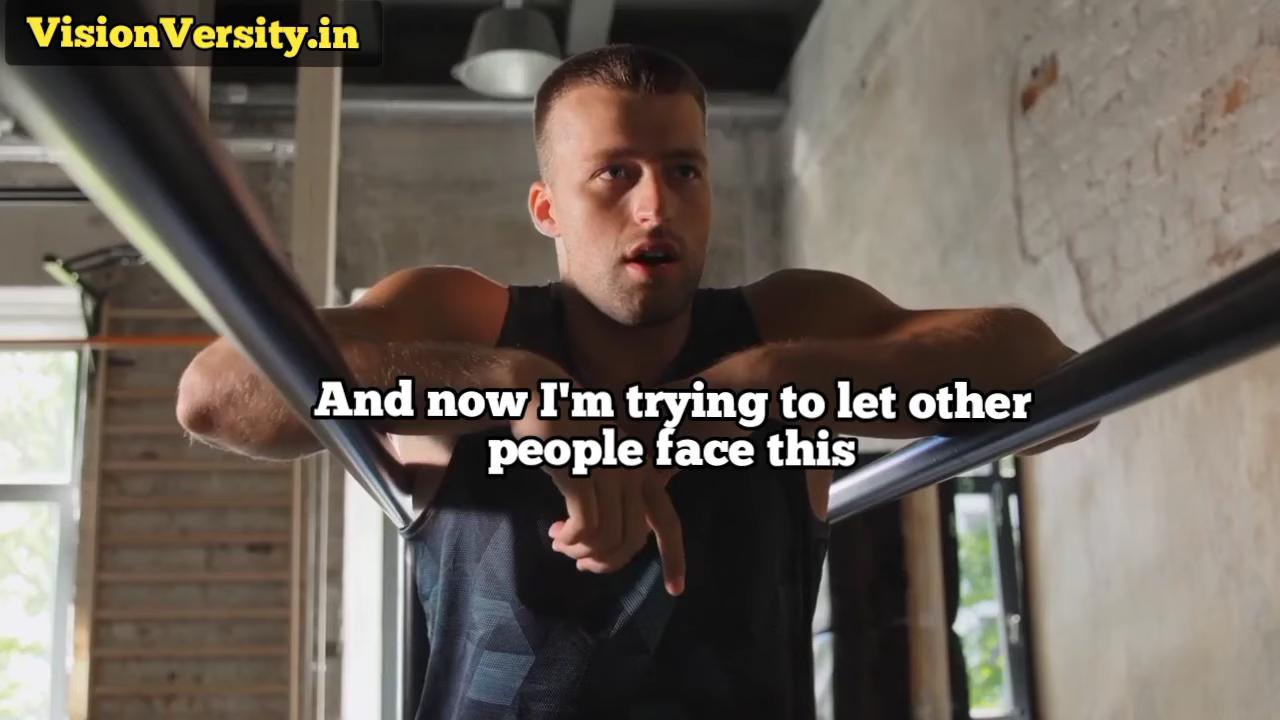 VisionVersity.in
And now I'm trying to let other
people face this